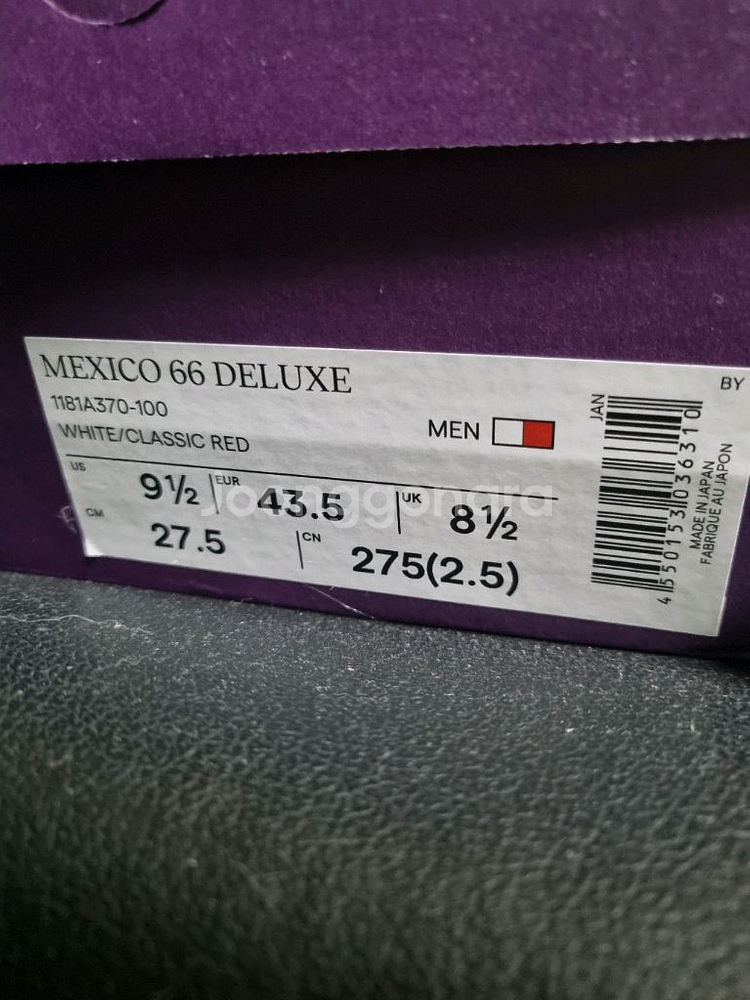 MEXICO 66 DELUXE
BY
1181A370-100
WHITE/CLASSIC RED
MEN
JAN
US 9½ EUR 43.5 UK 8½
CM 27.5 CN 275(2.5)
4550153036310
MADE IN JAPAN
FABRIQUE AU JAPON
Joonggonara